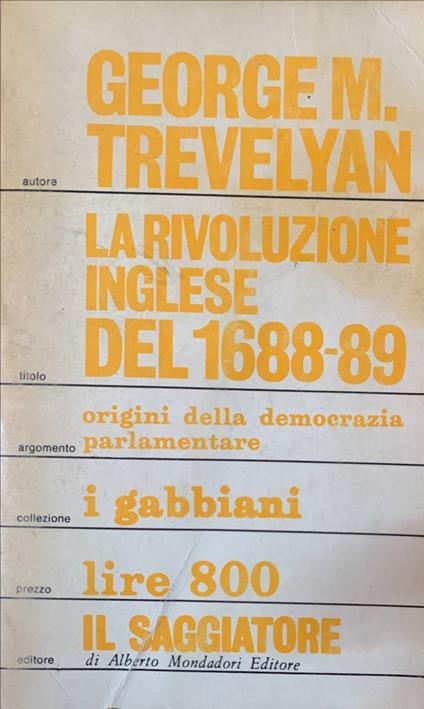 GEORGE M.
autore TREVELYAN
LA RIVOLUZIONE
INGLESE
titolo DEL 1688-89
origini della democrazia
argomento parlamentare
collezione i gabbiani
prezzo lire 800
IL SAGGIATORE
editore di Alberto Mondadori Editore